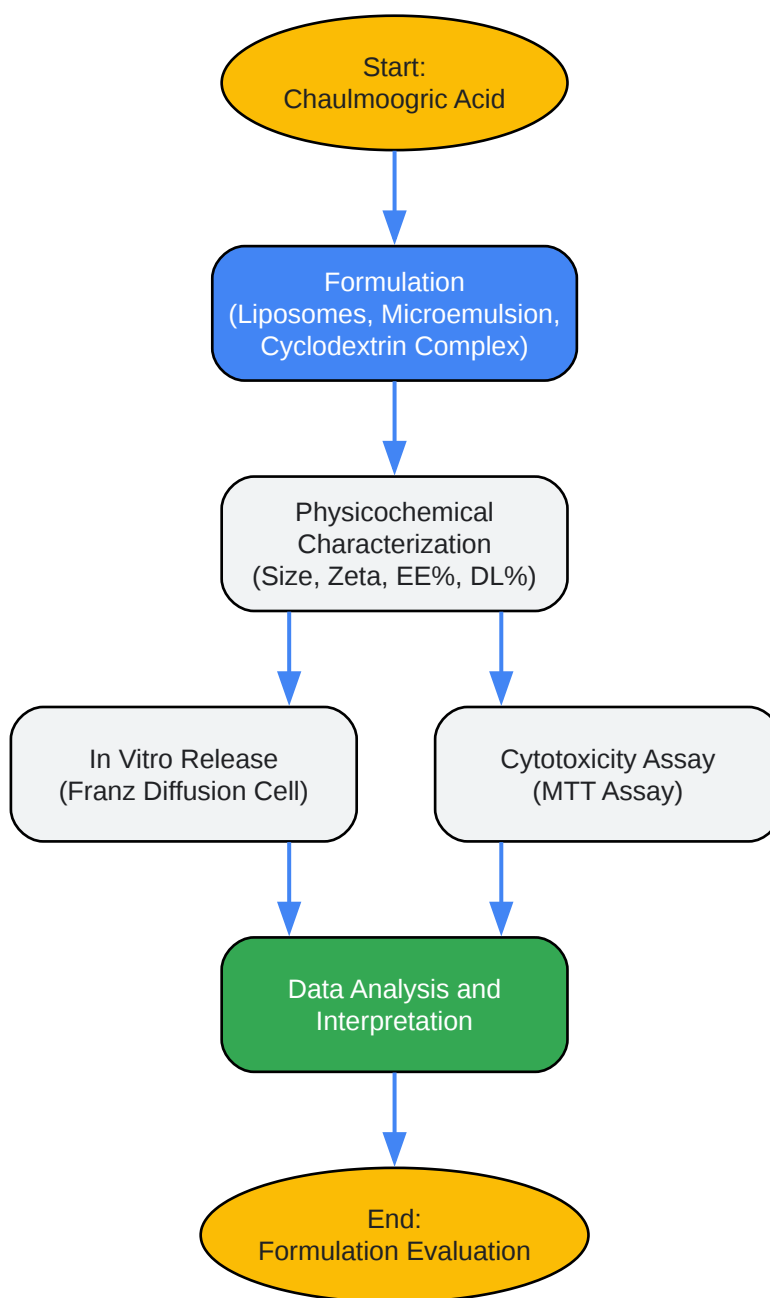 Start:
Chaulmoogric Acid
Formulation
(Liposomes, Microemulsion,
Cyclodextrin Complex)
Physicochemical
Characterization
(Size, Zeta, EE%, DL%)
In Vitro Release
(Franz Diffusion Cell)
Cytotoxicity Assay
(MTT Assay)
Data Analysis and
Interpretation
End:
Formulation Evaluation